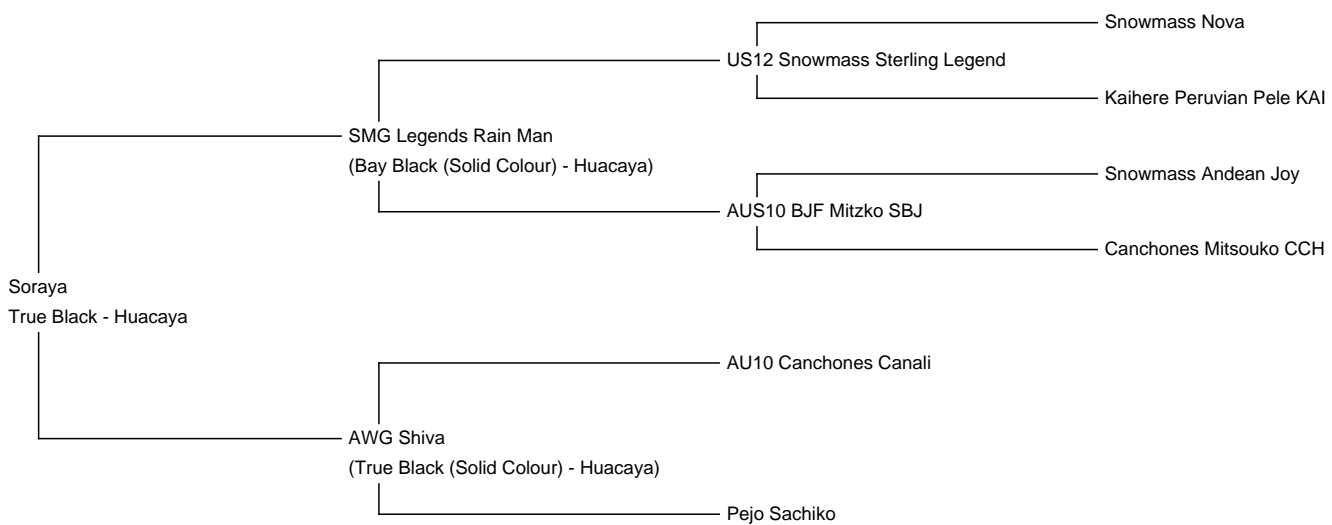 Snowmass Nova
US12 Snowmass Sterling Legend
Kaihere Peruvian Pele KAI
SMG Legends Rain Man
(Bay Black (Solid Colour) - Huacaya)
Snowmass Andean Joy
AUS10 BJF Mitzko SBJ
Canchones Mitsouko CCH
Soraya
True Black - Huacaya
AU10 Canchones Canali
AWG Shiva
(True Black (Solid Colour) - Huacaya)
Pejo Sachiko